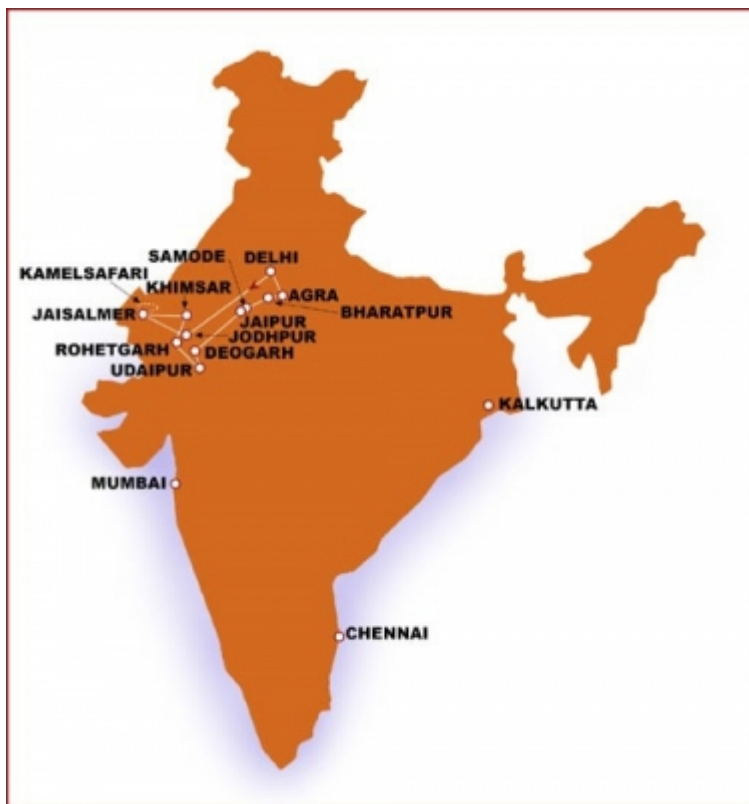 SAMODE
DELHI
KAMELSAFARI
KHIMSAR
AGRA
JAISALMER
BHARATPUR
JAIPUR
JODHPUR
ROHETGARH
DEOGARH
UDAIPUR
KALKUTTA
MUMBAI
CHENNAI